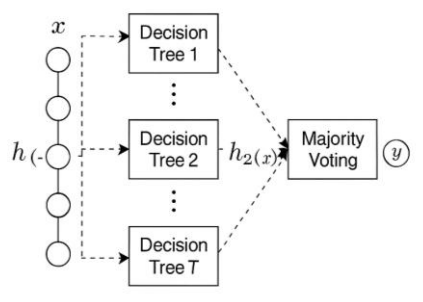 x
Decision
Tree 1
⋮
h (-
Decision
Tree 2
h₂(x)
Majority
Voting
y
⋮
Decision
Tree T